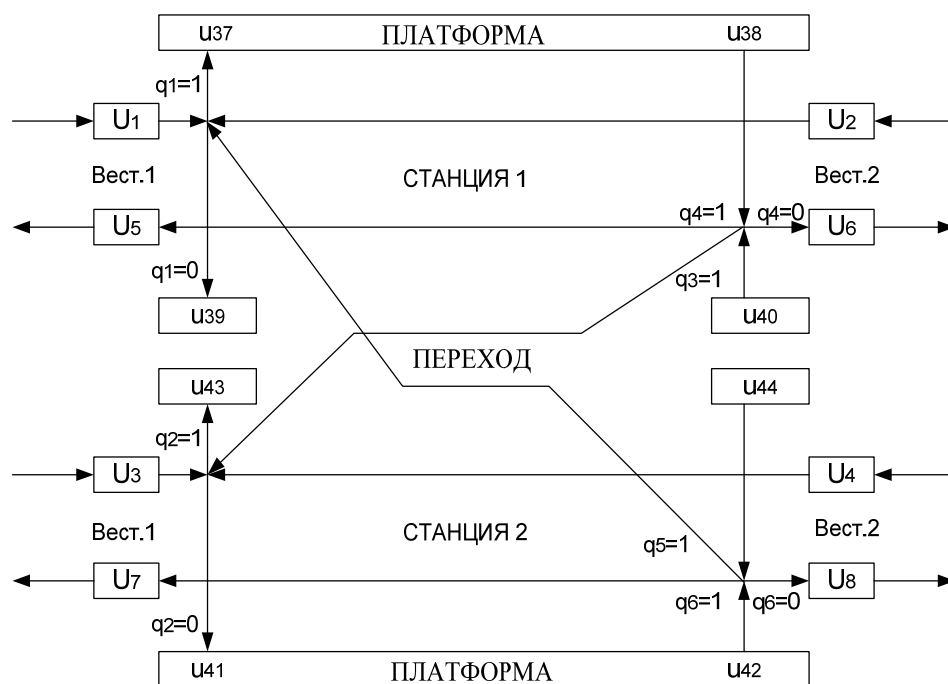 u37 ПЛАТФОРМА u38
q1=1
U1 U2
Вест.1 СТАНЦИЯ 1 Вест.2
q4=1 q4=0
U5 U6
q1=0 q3=1
u39 u40
ПЕРЕХОД
u43 u44
q2=1
U3 U4
Вест.1 СТАНЦИЯ 2 Вест.2
q5=1
U7 U8
q2=0 q6=1 q6=0
u41 ПЛАТФОРМА u42